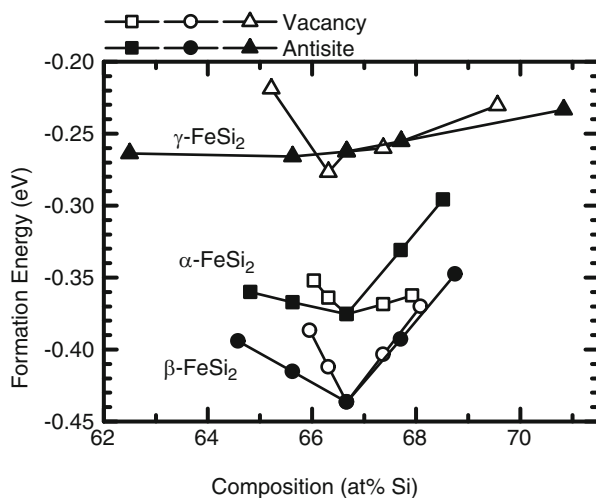 Vacancy
Antisite
-0.20
-0.25
-0.30
-0.35
-0.40
-0.45
Formation Energy (eV)
γ-FeSi₂
α-FeSi₂
β-FeSi₂
62 64 66 68 70
Composition (at% Si)